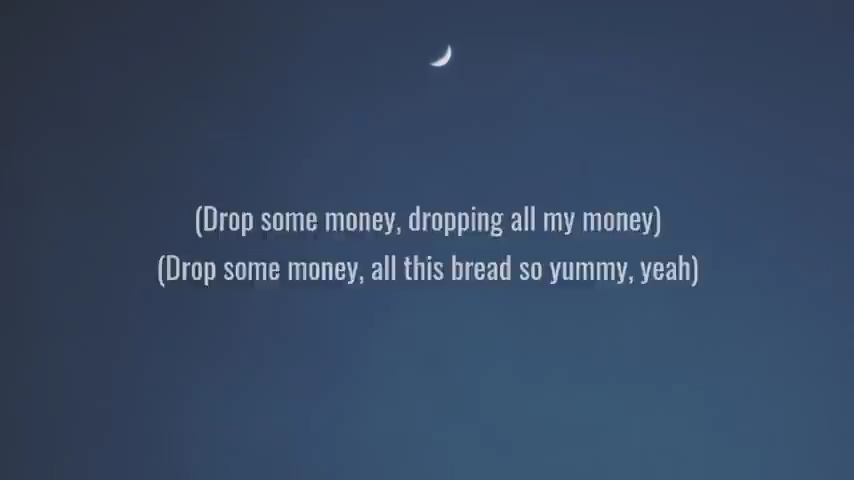 (Drop some money, dropping all my money)
(Drop some money, all this bread so yummy, yeah)